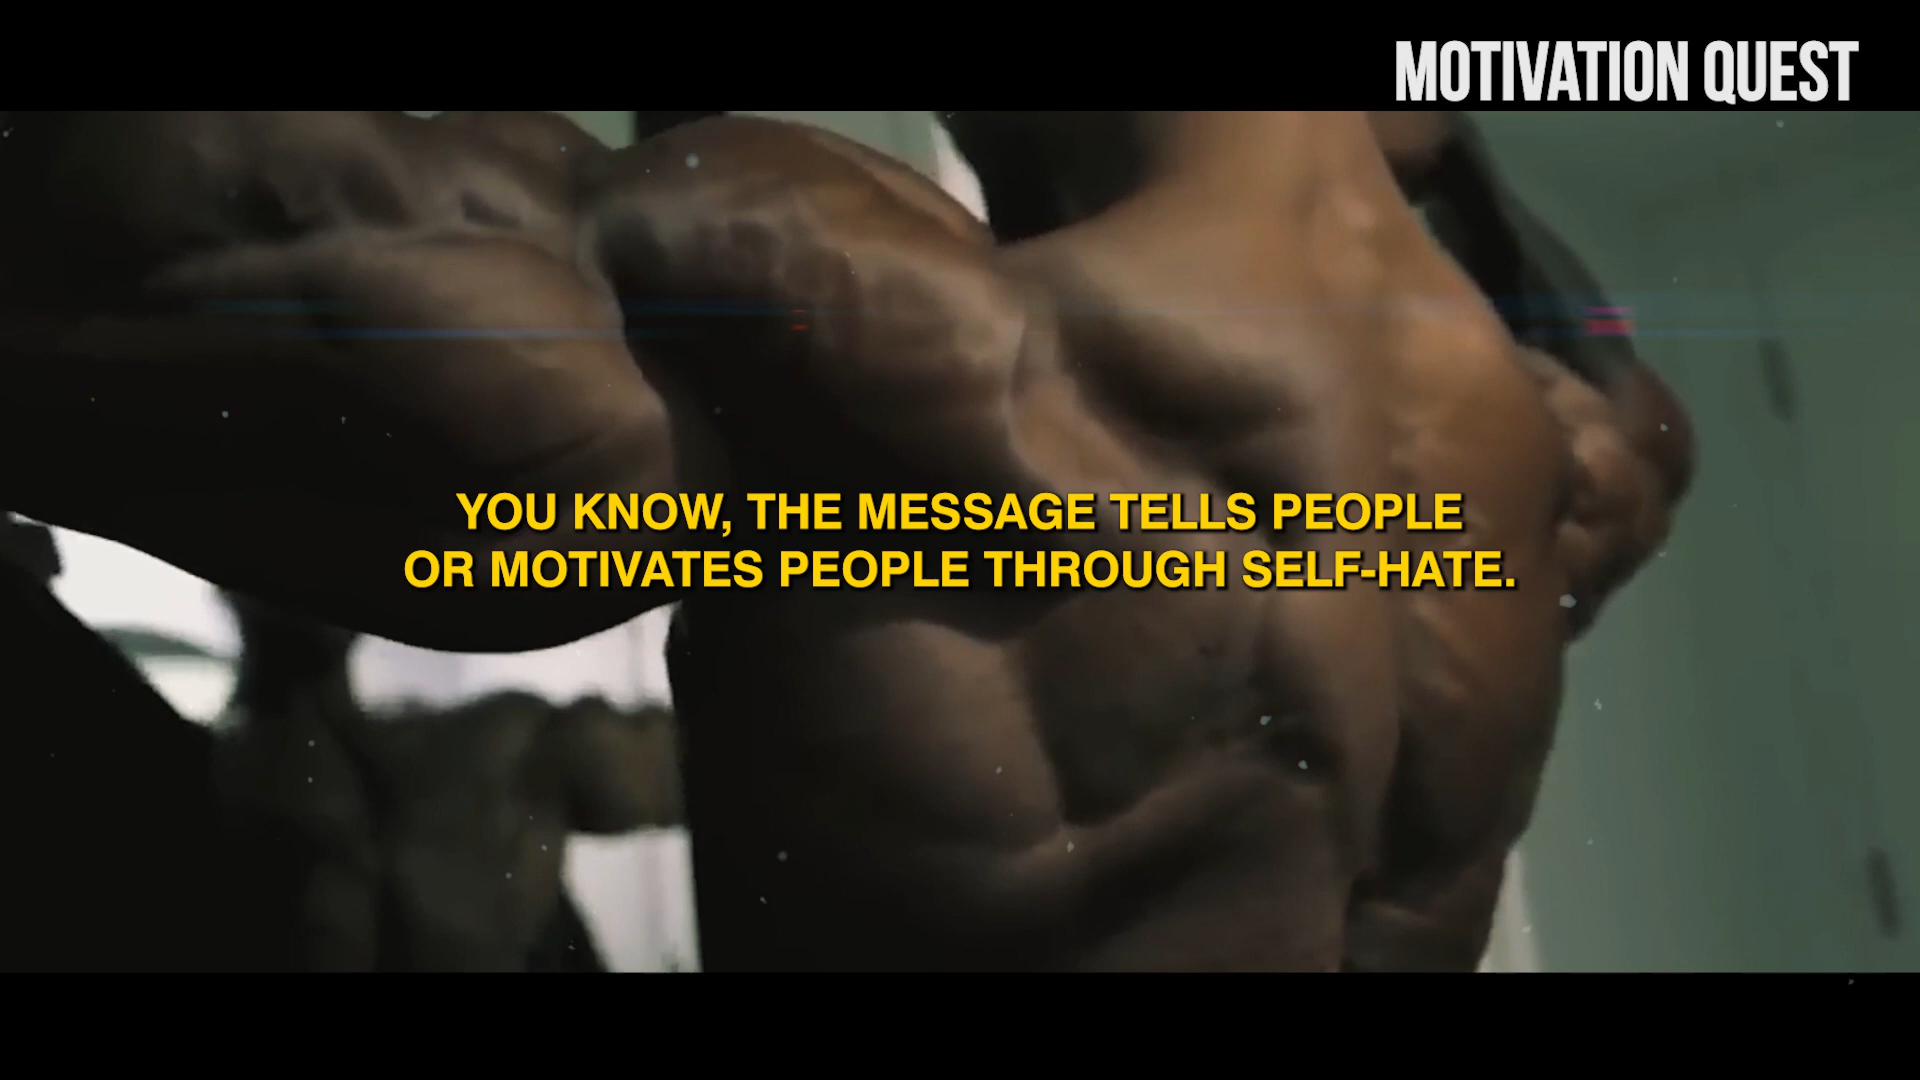 MOTIVATION QUEST
YOU KNOW, THE MESSAGE TELLS PEOPLE
OR MOTIVATES PEOPLE THROUGH SELF-HATE.